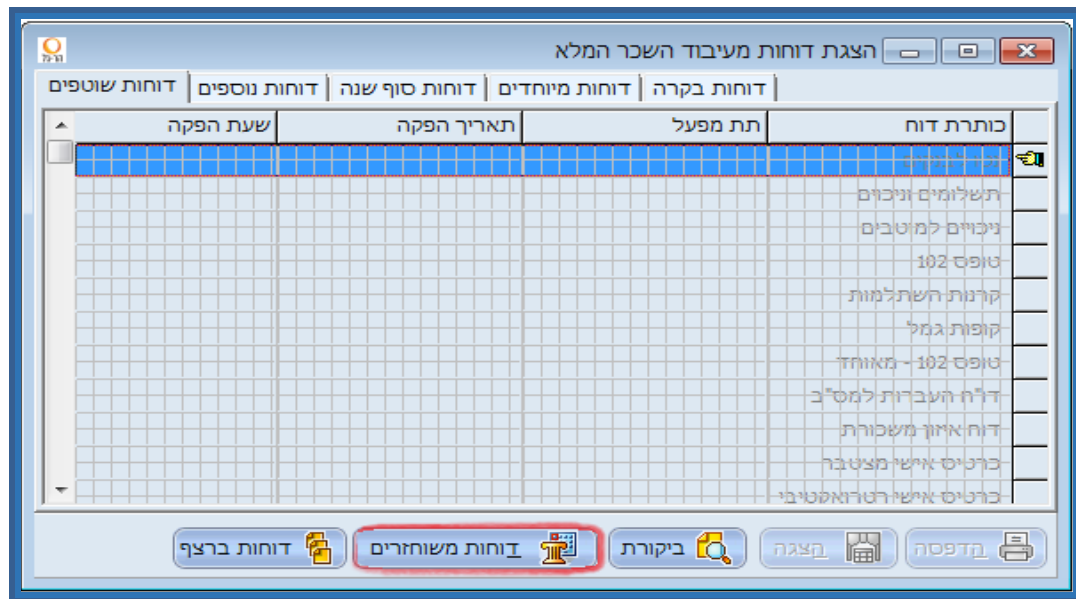 הצגת דוחות מעיבוד השכר המלא
דוחות שוטפים דוחות נוספים דוחות סוף שנה דוחות מיוחדים דוחות בקרה
כותרת דוח תת מפעל תאריך הפקה שעת הפקה
תשלומים וניכוים
ניכויים למוטבים
טופס 102
קרנות השתלמות
קופות גמל
טופס 102 - מאוחד
דו"ח העברות למס"ב
דוח איזון משכורת
כרטיס אישי מצטבר
כרטיס אישי רטרואקטיבי
הדפסה הצגה ביקורת דוחות משוחזרים דוחות ברצף